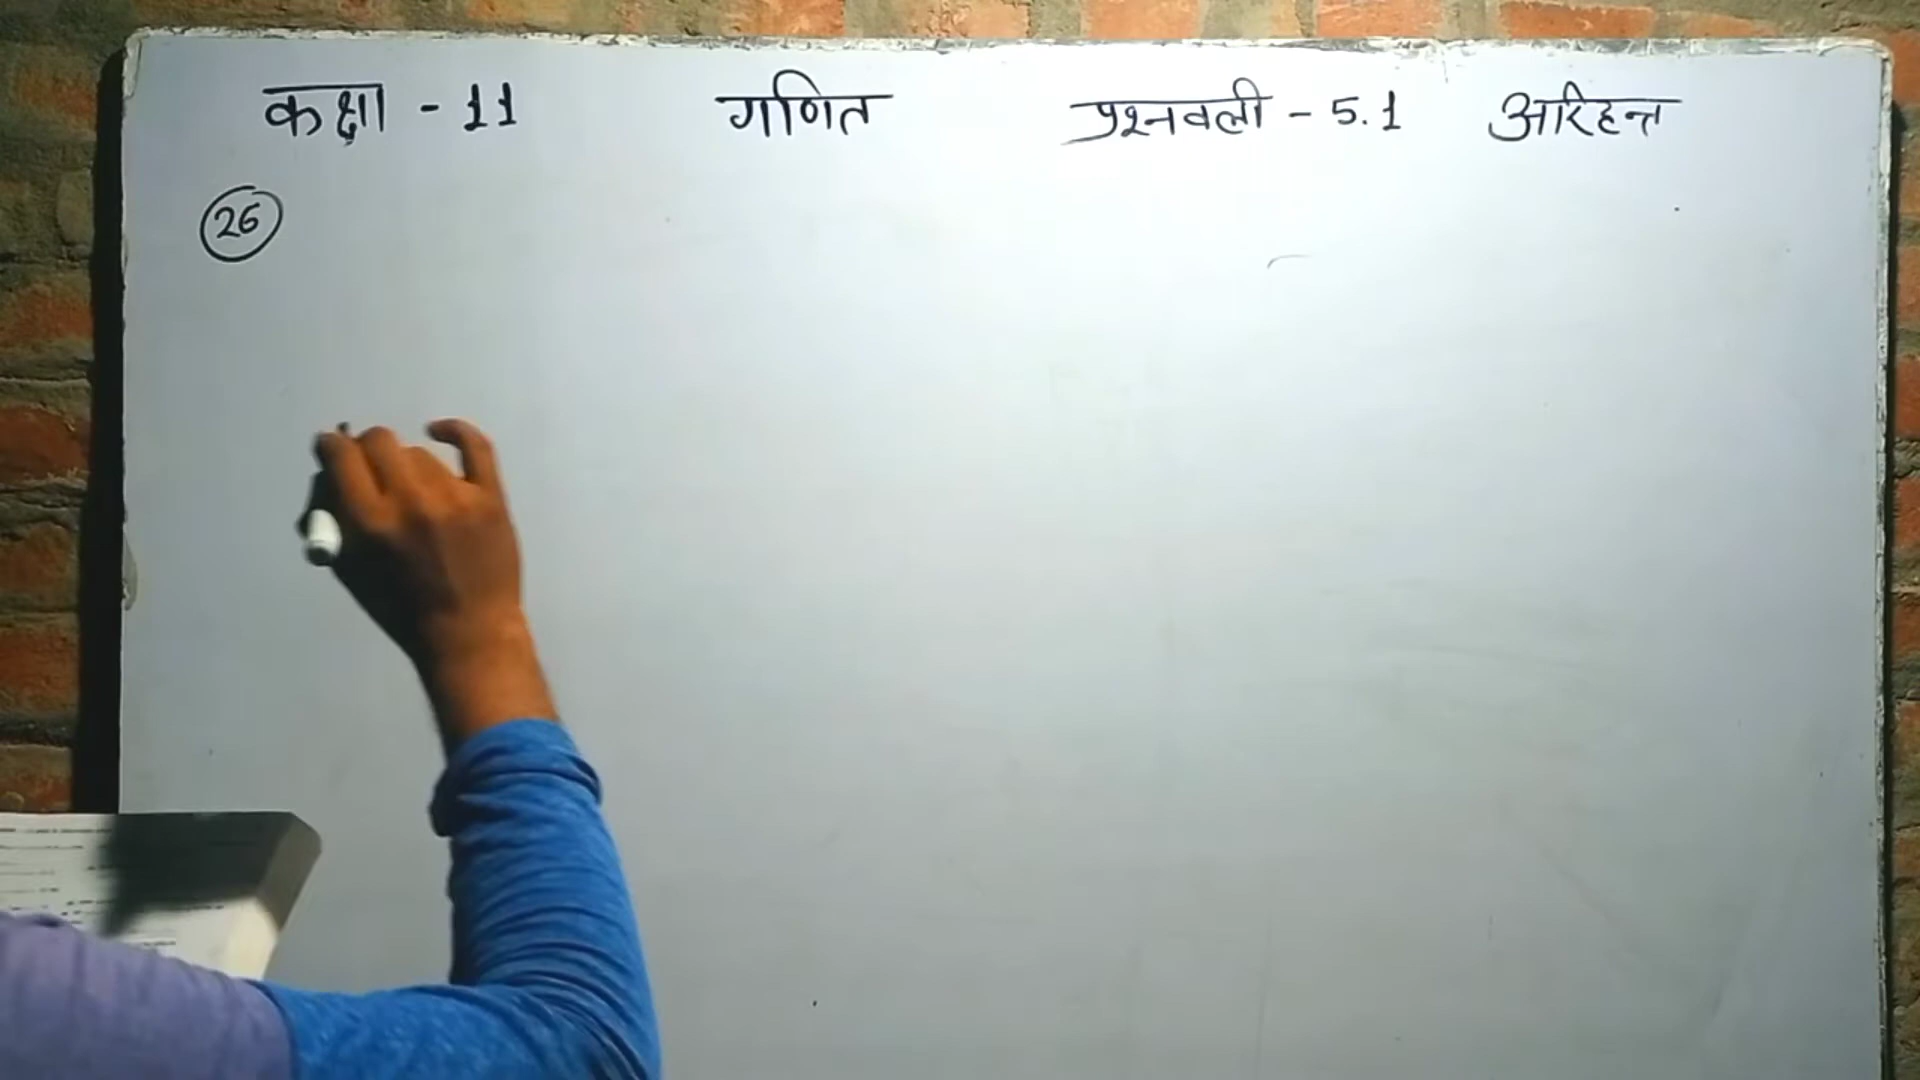 कक्षा - 11 गणित प्रश्नवली - 5.1 अरिहन्त
26